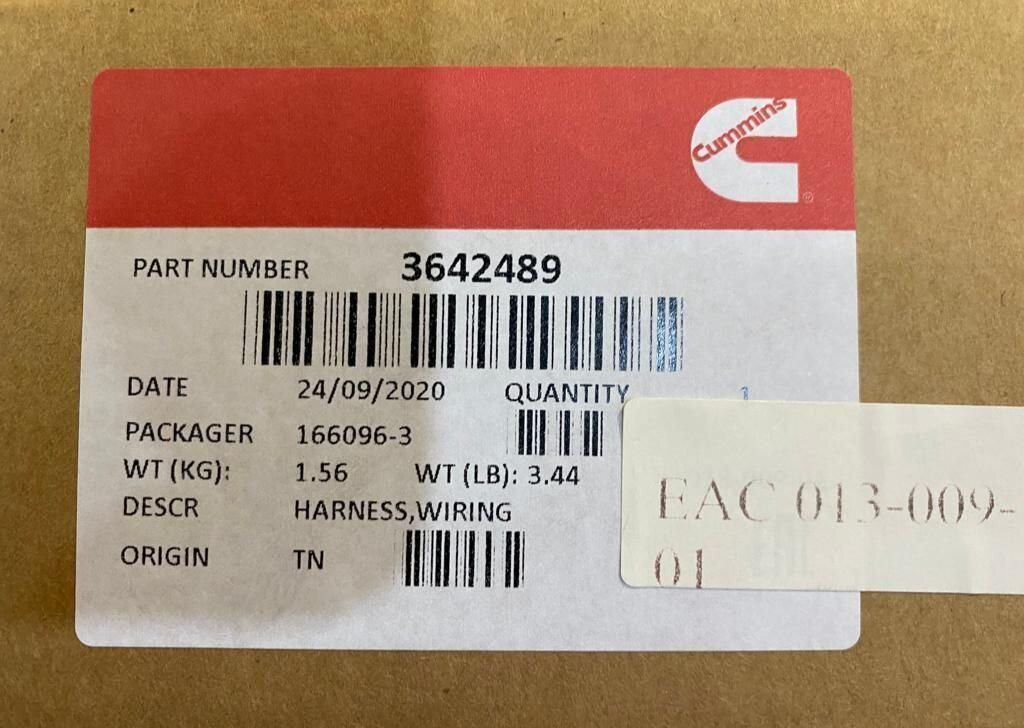 Cummins
®
PART NUMBER 3642489
DATE 24/09/2020 QUANTITY 1
PACKAGER 166096-3
WT (KG): 1.56 WT (LB): 3.44
DESCR HARNESS,WIRING
ORIGIN TN
EAC 013-009-
01